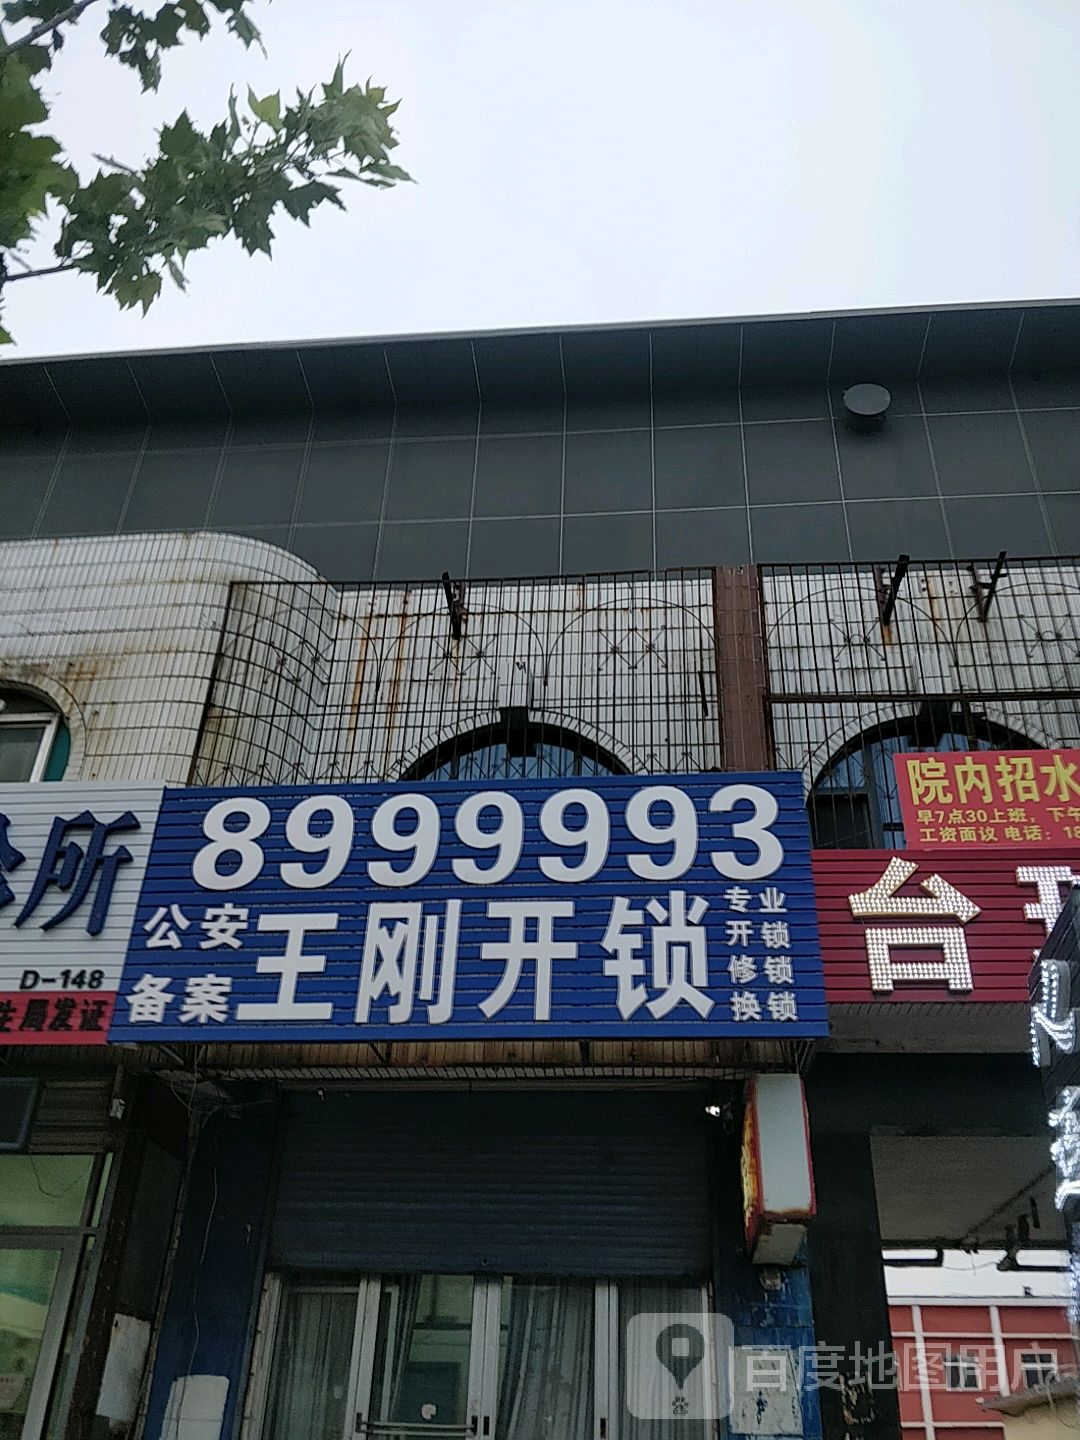 院内招水
早7点30上班，下午
工资面议 电话：18
8999993
公安
备案
王刚开锁
专业
开锁
修锁
换锁
所
D-148
生局发证
台
百度地图用户